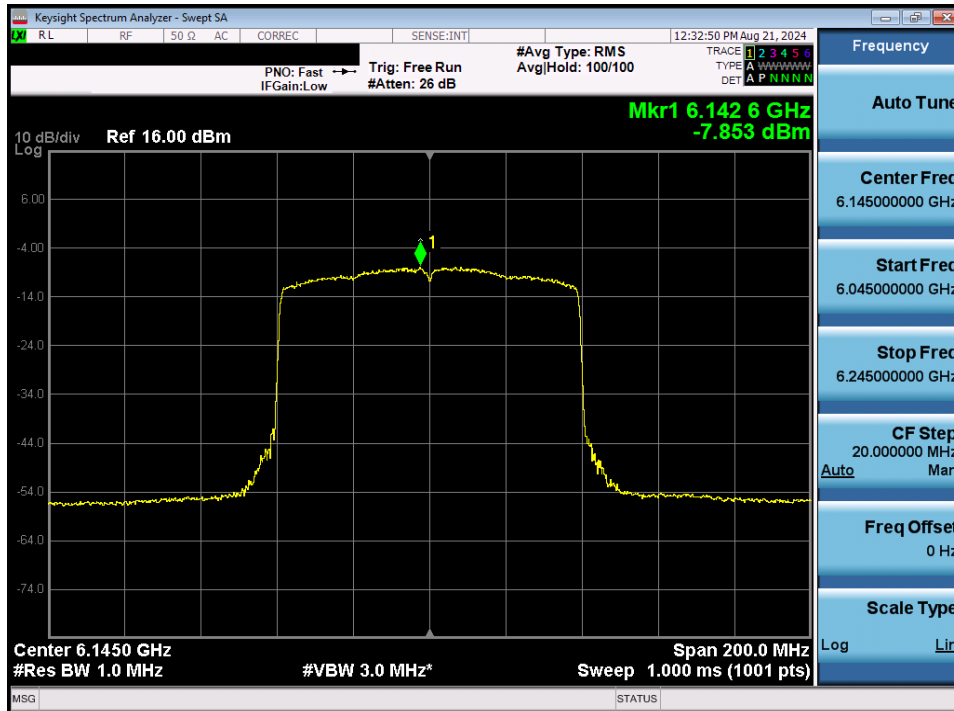 Keysight Spectrum Analyzer - Swept SA
LXI RL RF 50 Ω AC CORREC SENSE:INT 12:32:50 PM Aug 21, 2024
PNO: Fast
IFGain:Low
Trig: Free Run
#Atten: 26 dB
#Avg Type: RMS
Avg|Hold: 100/100
TRACE 1 2 3 4 5 6
TYPE A WWWWW
DET A P N N N N
Mkr1 6.142 6 GHz
-7.853 dBm
10 dB/div Ref 16.00 dBm
Log
6.00
-4.00
-14.0
-24.0
-34.0
-44.0
-54.0
-64.0
-74.0
1
Center 6.1450 GHz Span 200.0 MHz
#Res BW 1.0 MHz #VBW 3.0 MHz* Sweep 1.000 ms (1001 pts)
MSG STATUS
Frequency
Auto Tune
Center Freq
6.145000000 GHz
Start Freq
6.045000000 GHz
Stop Freq
6.245000000 GHz
CF Step
20.000000 MHz
Auto Man
Freq Offset
0 Hz
Scale Type
Log Lin